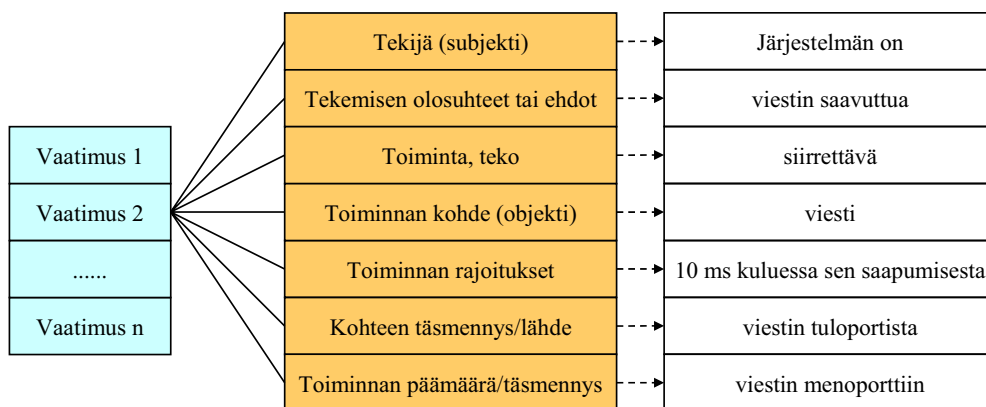 Vaatimus 1
Vaatimus 2
......
Vaatimus n
Tekijä (subjekti)
Tekemisen olosuhteet tai ehdot
Toiminta, teko
Toiminnan kohde (objekti)
Toiminnan rajoitukset
Kohteen täsmennys/lähde
Toiminnan päämäärä/täsmennys
Järjestelmän on
viestin saavuttua
siirrettävä
viesti
10 ms kuluessa sen saapumisesta
viestin tuloportista
viestin menoporttiin